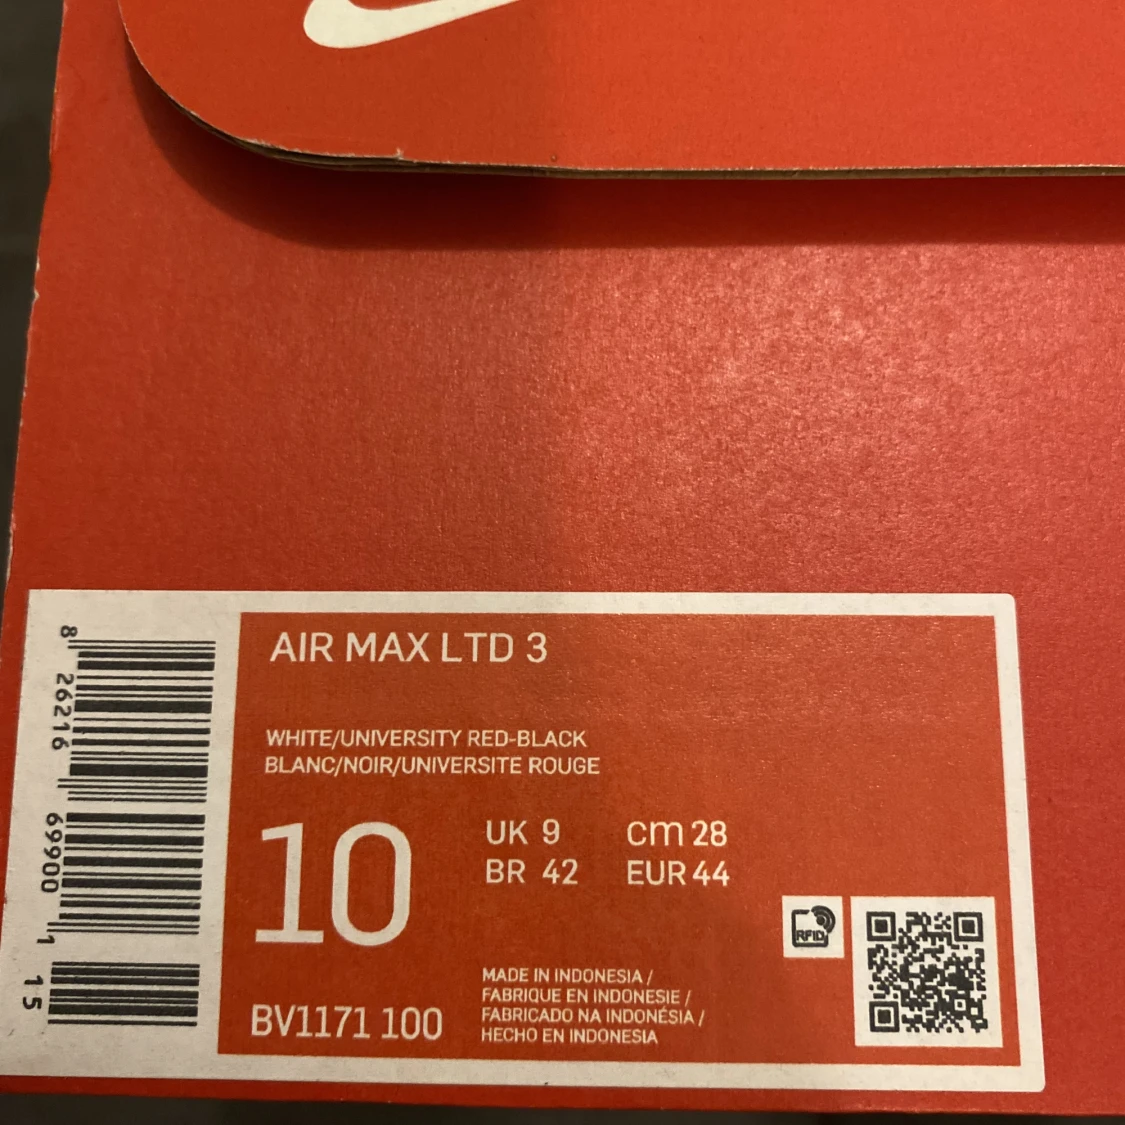 AIR MAX LTD 3
WHITE/UNIVERSITY RED-BLACK
BLANC/NOIR/UNIVERSITE ROUGE
10
UK 9 cm 28
BR 42 EUR 44
RFID
BV1171 100
MADE IN INDONESIA /
FABRIQUE EN INDONESIE /
FABRICADO NA INDONÉSIA /
HECHO EN INDONESIA
8 26216 69900 1 15